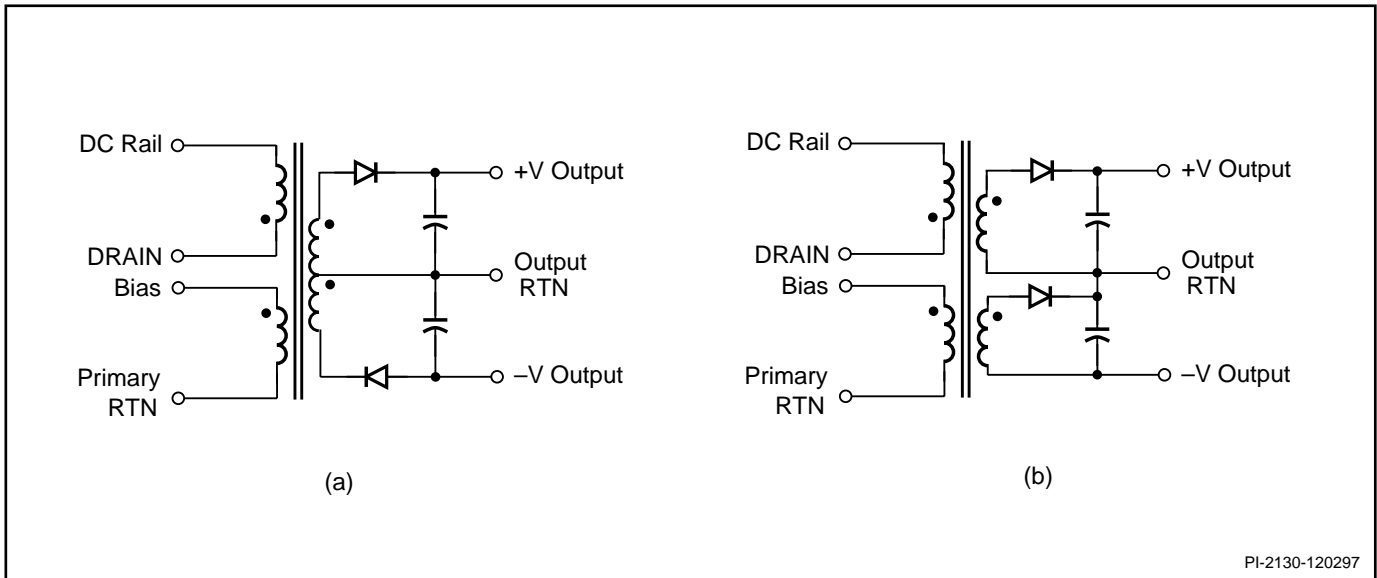 DC Rail
DRAIN
Bias
Primary
RTN
+V Output
Output
RTN
–V Output
(a)
DC Rail
DRAIN
Bias
Primary
RTN
+V Output
Output
RTN
–V Output
(b)
PI-2130-120297